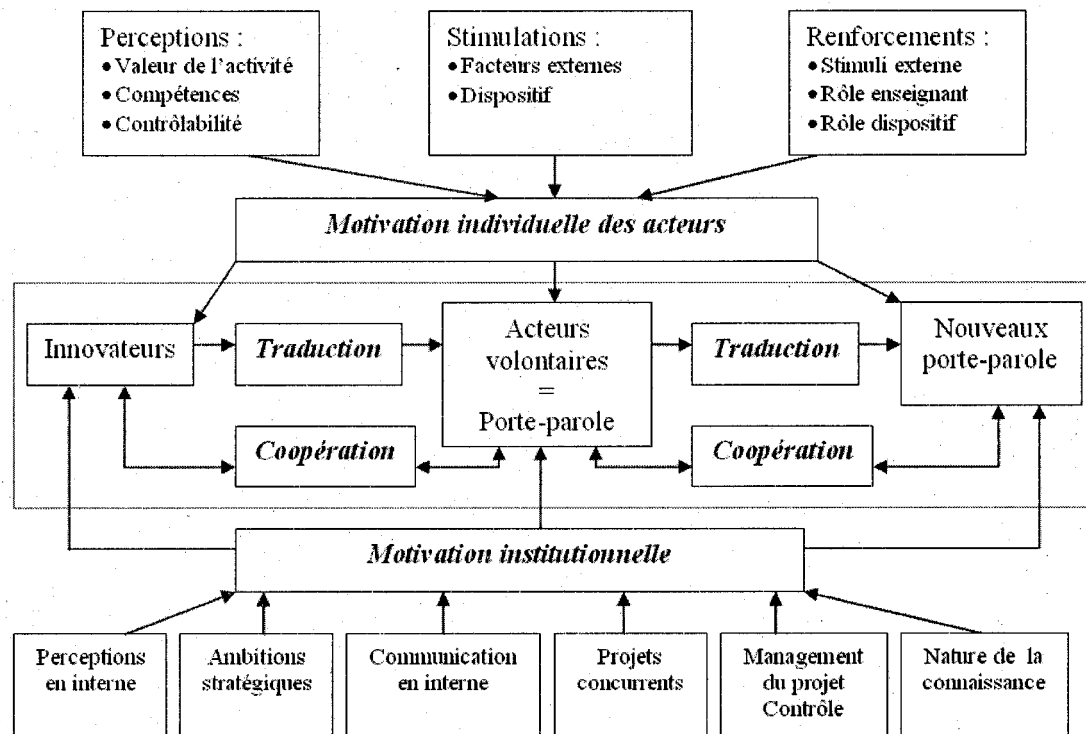 Perceptions :
•Valeur de l'activité
•Compétences
•Contrôlabilité
Stimulations :
•Facteurs externes
•Dispositif
Renforcements :
•Stimuli externe
•Rôle enseignant
•Rôle dispositif
Motivation individuelle des acteurs
Innovateurs
Traduction
Acteurs
volontaires
=
Porte-parole
Traduction
Nouveaux
porte-parole
Coopération
Coopération
Motivation institutionnelle
Perceptions
en interne
Ambitions
stratégiques
Communication
en interne
Projets
concurrents
Management
du projet
Contrôle
Nature de la
connaissance